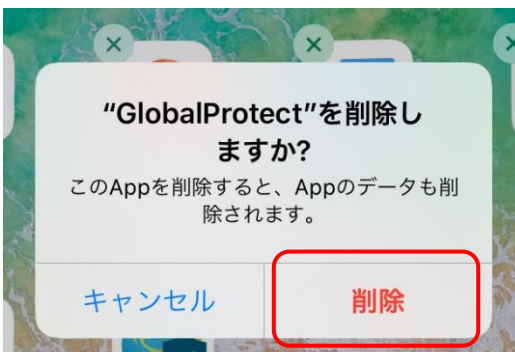 “GlobalProtect”を削除し
ますか?
このAppを削除すると、Appのデータも削
除されます。
キャンセル
削除